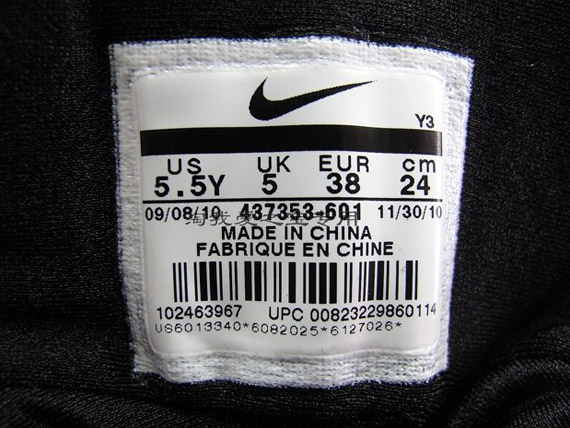 Y3
US UK EUR cm
5.5Y 5 38 24
09/08/10 437353-601 11/30/10
MADE IN CHINA
FABRIQUE EN CHINE
102463967 UPC 00823229860114
US6013340*6082025*6127026*